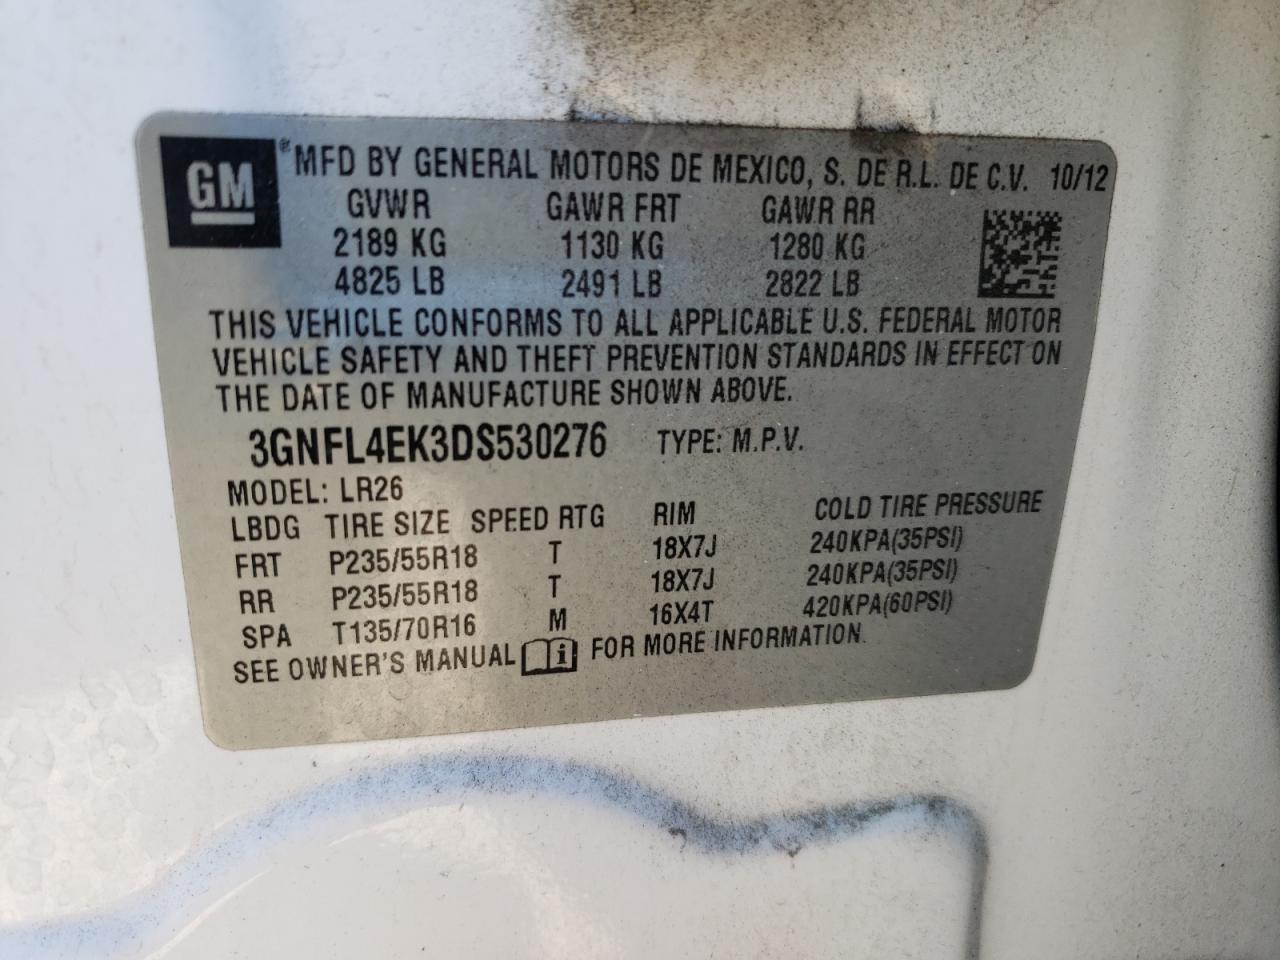 GM
® MFD BY GENERAL MOTORS DE MEXICO, S. DE R.L. DE C.V. 10/12
GVWR GAWR FRT GAWR RR
2189 KG 1130 KG 1280 KG
4825 LB 2491 LB 2822 LB
THIS VEHICLE CONFORMS TO ALL APPLICABLE U.S. FEDERAL MOTOR
VEHICLE SAFETY AND THEFT PREVENTION STANDARDS IN EFFECT ON
THE DATE OF MANUFACTURE SHOWN ABOVE.
3GNFL4EK3DS530276 TYPE: M.P.V.
MODEL: LR26
LBDG TIRE SIZE SPEED RTG RIM COLD TIRE PRESSURE
FRT P235/55R18 T 18X7J 240KPA(35PSI)
RR P235/55R18 T 18X7J 240KPA(35PSI)
SPA T135/70R16 M 16X4T 420KPA(60PSI)
SEE OWNER'S MANUAL i FOR MORE INFORMATION.